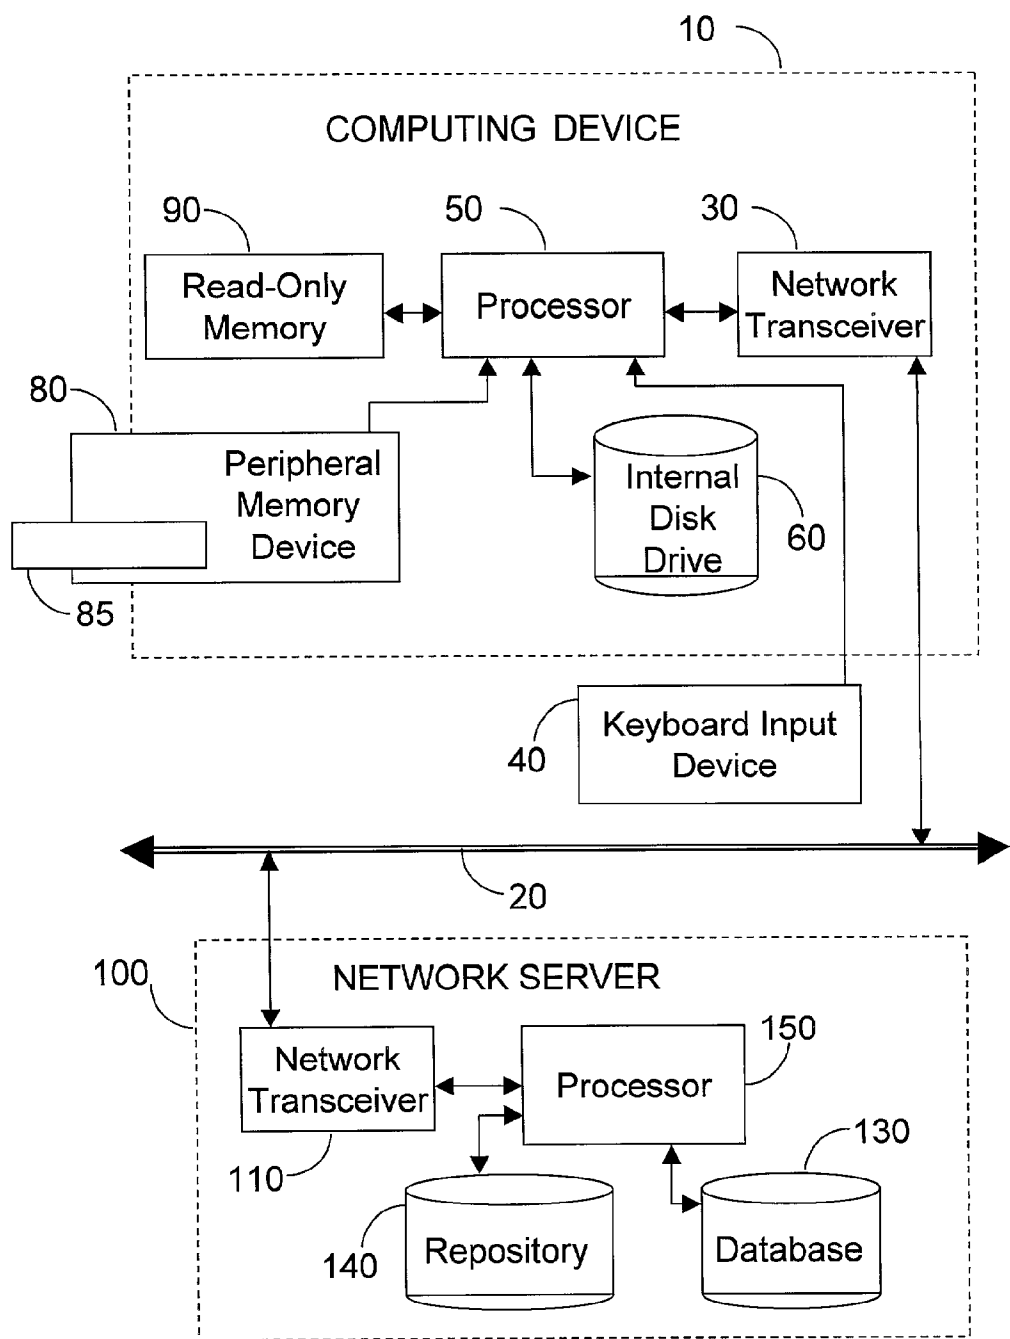 10
COMPUTING DEVICE
90
50
30
Read-Only
Memory
Processor
Network
Transceiver
80
Peripheral
Memory
Device
85
Internal
Disk
Drive
60
40
Keyboard Input
Device
20
100
NETWORK SERVER
Network
Transceiver
110
Processor
150
130
140
Repository
Database